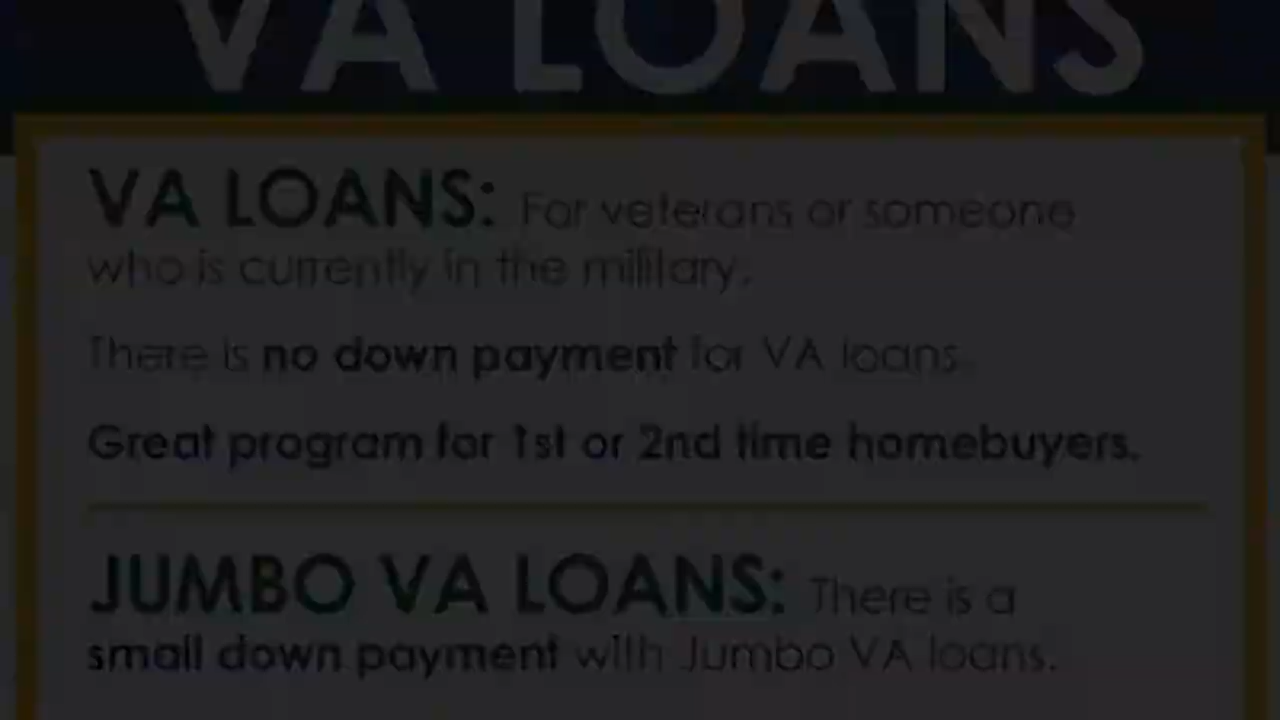 VA LOANS
VA LOANS: For veterans or someone
who is currently in the military.
There is no down payment for VA loans.
Great program for 1st or 2nd time homebuyers.
JUMBO VA LOANS: There is a
small down payment with Jumbo VA loans.